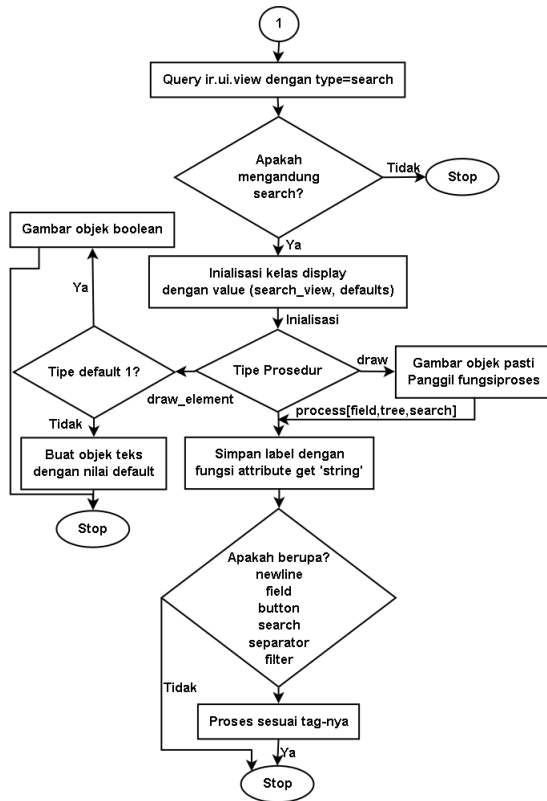 1
Query ir.ui.view dengan type=search
Apakah
mengandung
search?
Tidak
Stop
Ya
Gambar objek boolean
Inialisasi kelas display
dengan value (search_view, defaults)
Ya
Inialisasi
Tipe default 1?
draw_element
Tipe Prosedur
draw
Gambar objek pasti
Panggil fungsiproses
process[field,tree,search]
Tidak
Buat objek teks
dengan nilai default
Simpan label dengan
fungsi attribute get 'string'
Stop
Apakah berupa?
newline
field
button
search
separator
filter
Tidak
Proses sesuai tag-nya
Ya
Stop